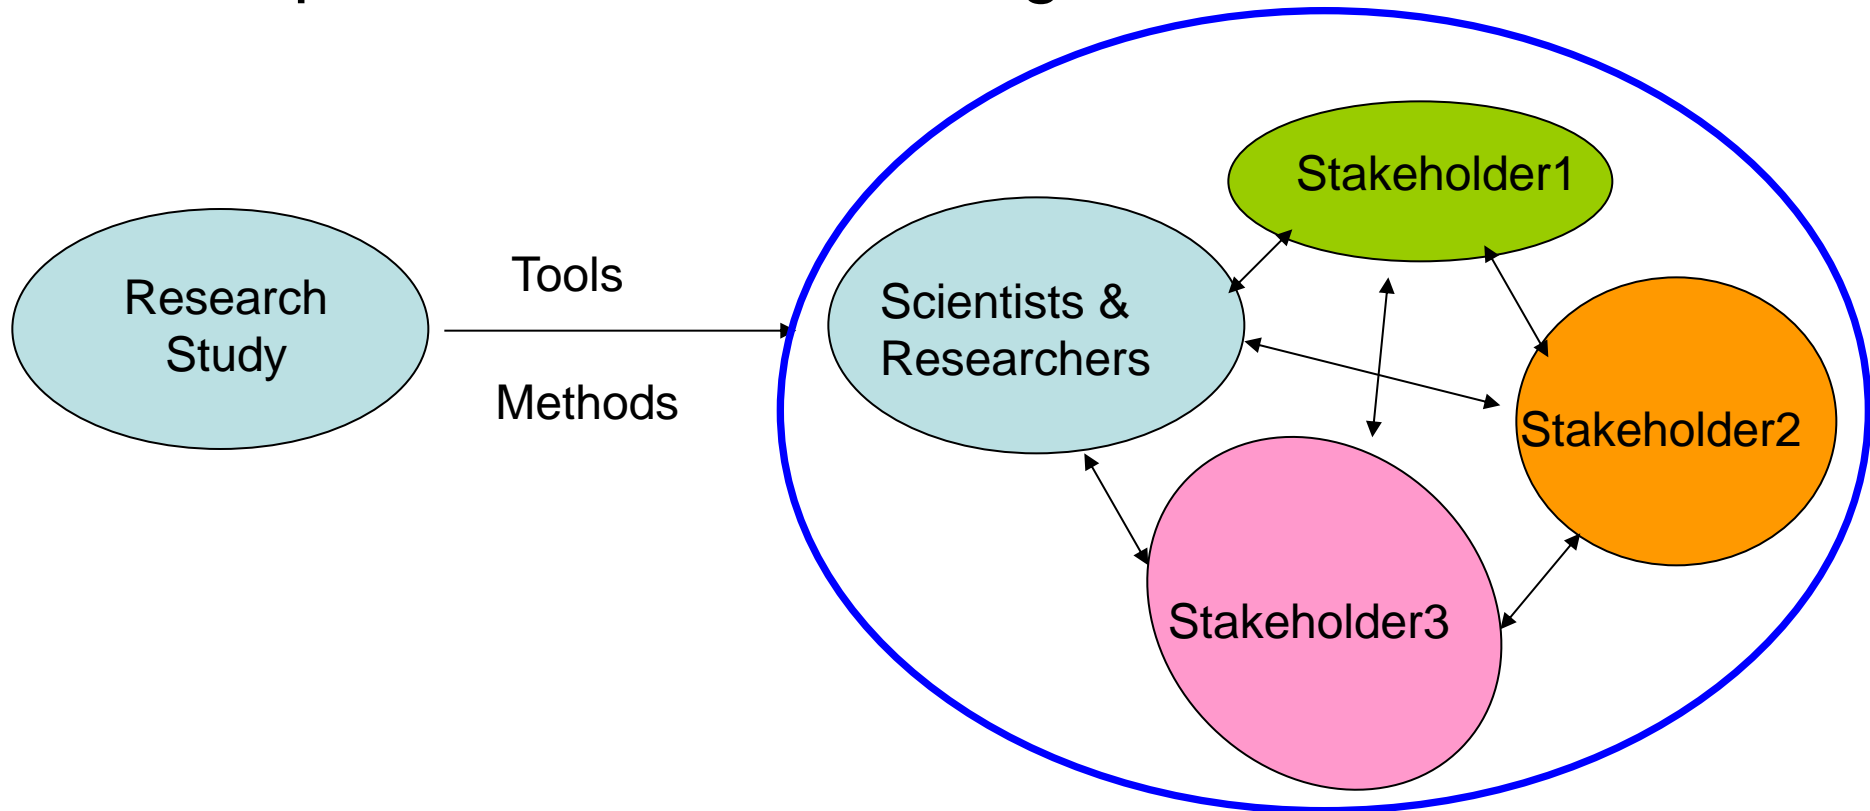 Research
Study
Tools
Methods
Scientists &
Researchers
Stakeholder1
Stakeholder2
Stakeholder3